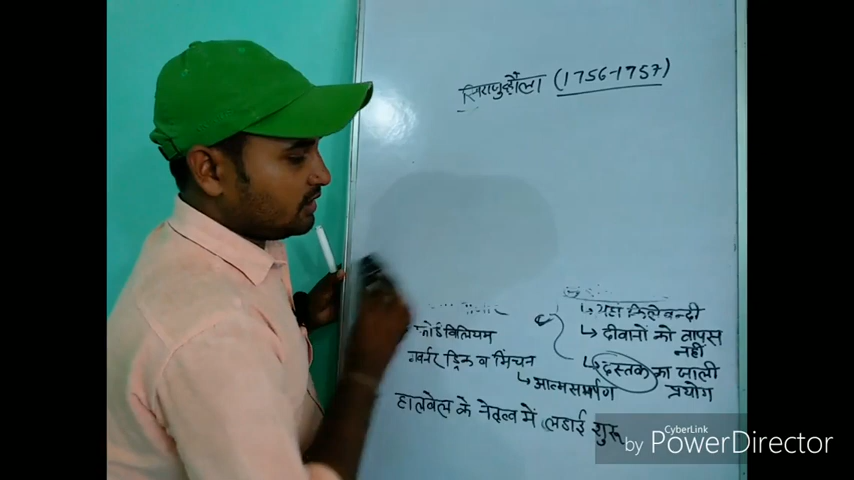 सिराजुद्दौला (1756-1757)
↳ यहा किलेबन्दी
↳ दीवानों को वापस
नहीं
↳ दस्तक का जाली
प्रयोग
फोर्ट विलियम
गवर्नर ड्रिक व मिंचन
↳ आत्मसमर्पण
हालवेल के नेतृत्व में लडाई शुरू
CyberLink
by PowerDirector